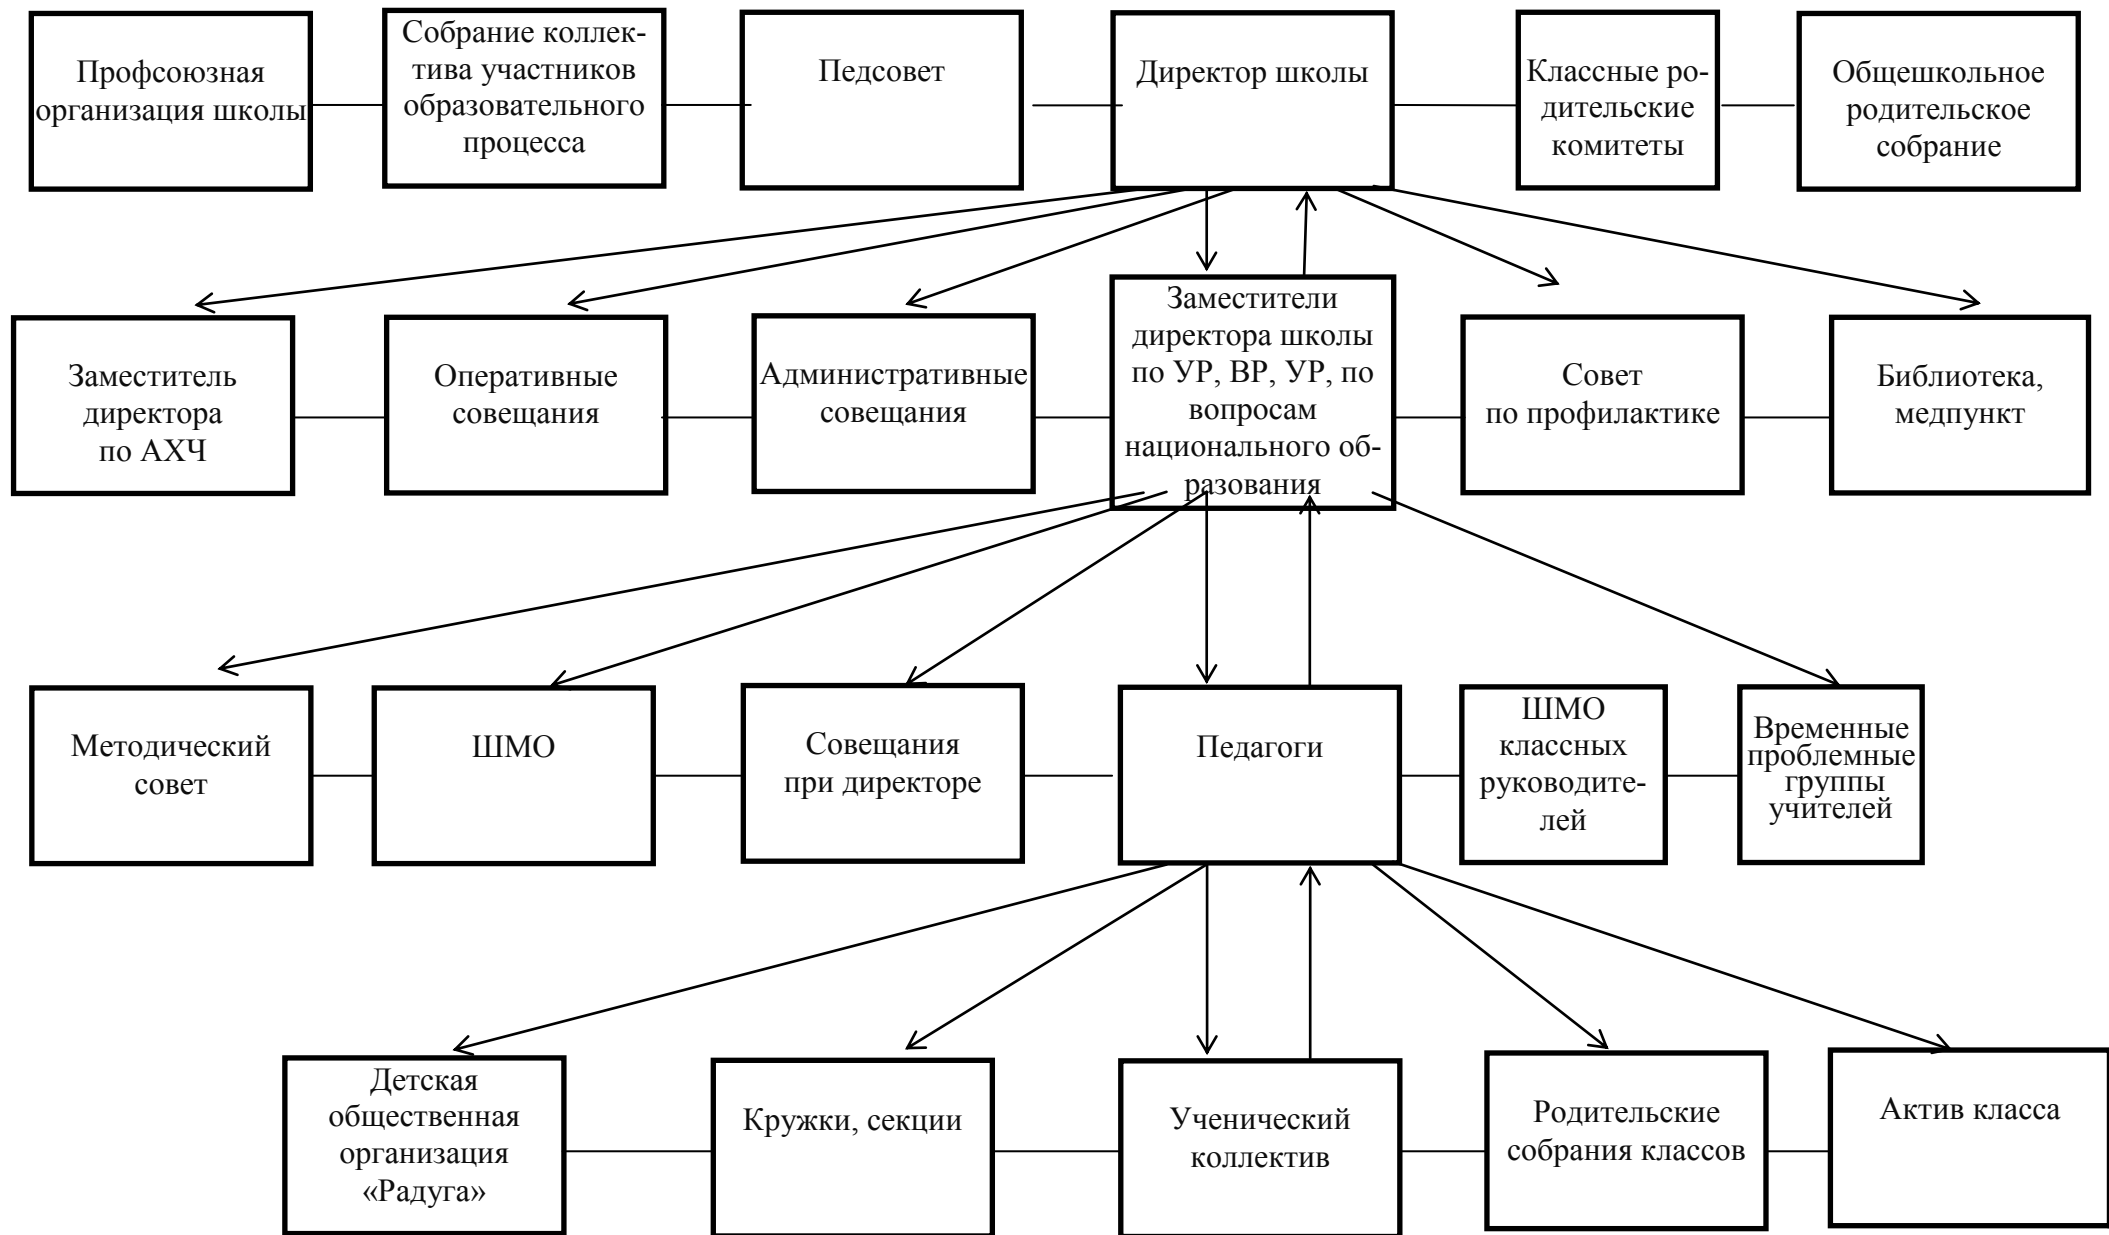 Профсоюзная
организация школы
Собрание коллек-
тива участников
образовательного
процесса
Педсовет
Директор школы
Классные ро-
дительские
комитеты
Общешкольное
родительское
собрание
Заместитель
директора
по АХЧ
Оперативные
совещания
Административные
совещания
Заместители
директора школы
по УР, ВР, УР, по
вопросам
национального об-
разования
Совет
по профилактике
Библиотека,
медпункт
Методический
совет
ШМО
Совещания
при директоре
Педагоги
ШМО
классных
руководите-
лей
Временные
проблемные
группы
учителей
Детская
общественная
организация
«Радуга»
Кружки, секции
Ученический
коллектив
Родительские
собрания классов
Актив класса